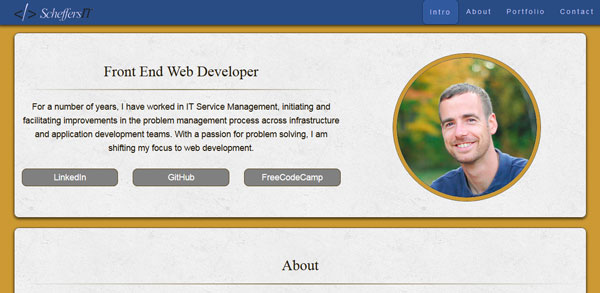 </> Scheffers IT
Intro About Portfolio Contact
Front End Web Developer
For a number of years, I have worked in IT Service Management, initiating and
facilitating improvements in the problem management process across infrastructure
and application development teams. With a passion for problem solving, I am
shifting my focus to web development.
LinkedIn GitHub FreeCodeCamp
About